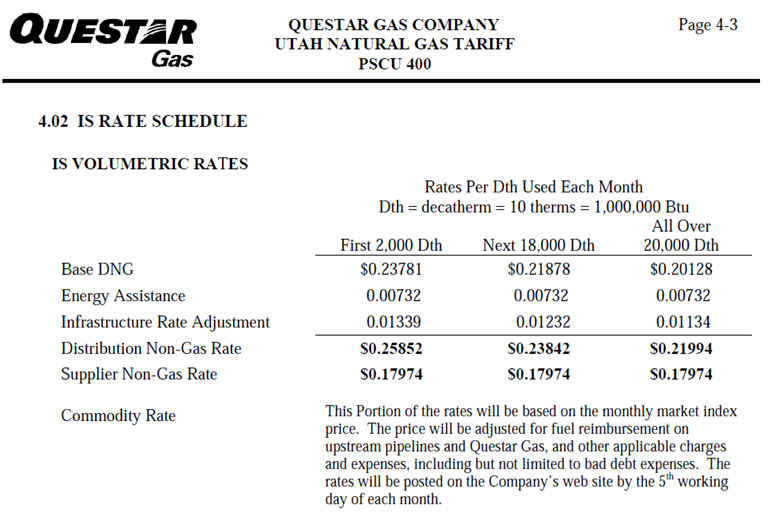 QUESTAR
Gas
QUESTAR GAS COMPANY
UTAH NATURAL GAS TARIFF
PSCU 400
Page 4-3
4.02 IS RATE SCHEDULE
IS VOLUMETRIC RATES
Rates Per Dth Used Each Month
Dth = decatherm = 10 therms = 1,000,000 Btu
All Over
First 2,000 Dth Next 18,000 Dth 20,000 Dth
Base DNG $0.23781 $0.21878 $0.20128
Energy Assistance 0.00732 0.00732 0.00732
Infrastructure Rate Adjustment 0.01339 0.01232 0.01134
Distribution Non-Gas Rate $0.25852 $0.23842 $0.21994
Supplier Non-Gas Rate $0.17974 $0.17974 $0.17974
Commodity Rate
This Portion of the rates will be based on the monthly market index
price. The price will be adjusted for fuel reimbursement on
upstream pipelines and Questar Gas, and other applicable charges
and expenses, including but not limited to bad debt expenses. The
rates will be posted on the Company's web site by the 5th working
day of each month.